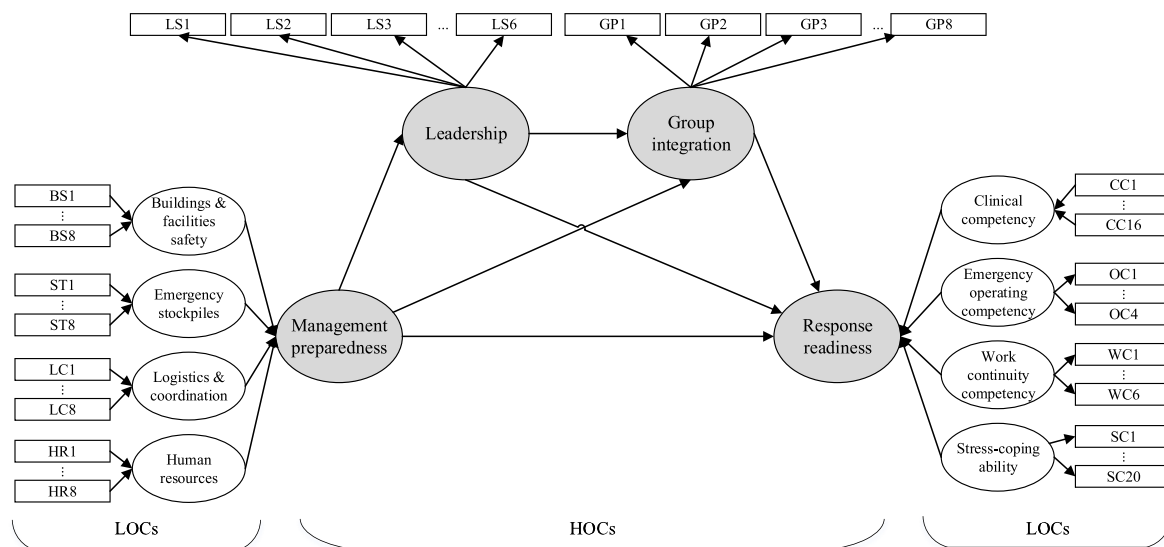 LS1
LS2
LS3
...
LS6
GP1
GP2
GP3
...
GP8
Leadership
Group
integration
BS1
⋮
BS8
Buildings &
facilities
safety
ST1
⋮
ST8
Emergency
stockpiles
LC1
⋮
LC8
Logistics &
coordination
HR1
⋮
HR8
Human
resources
Management
preparedness
Response
readiness
Clinical
competency
CC1
⋮
CC16
Emergency
operating
competency
OC1
⋮
OC4
Work
continuity
competency
WC1
⋮
WC6
Stress-coping
ability
SC1
⋮
SC20
LOCs
HOCs
LOCs